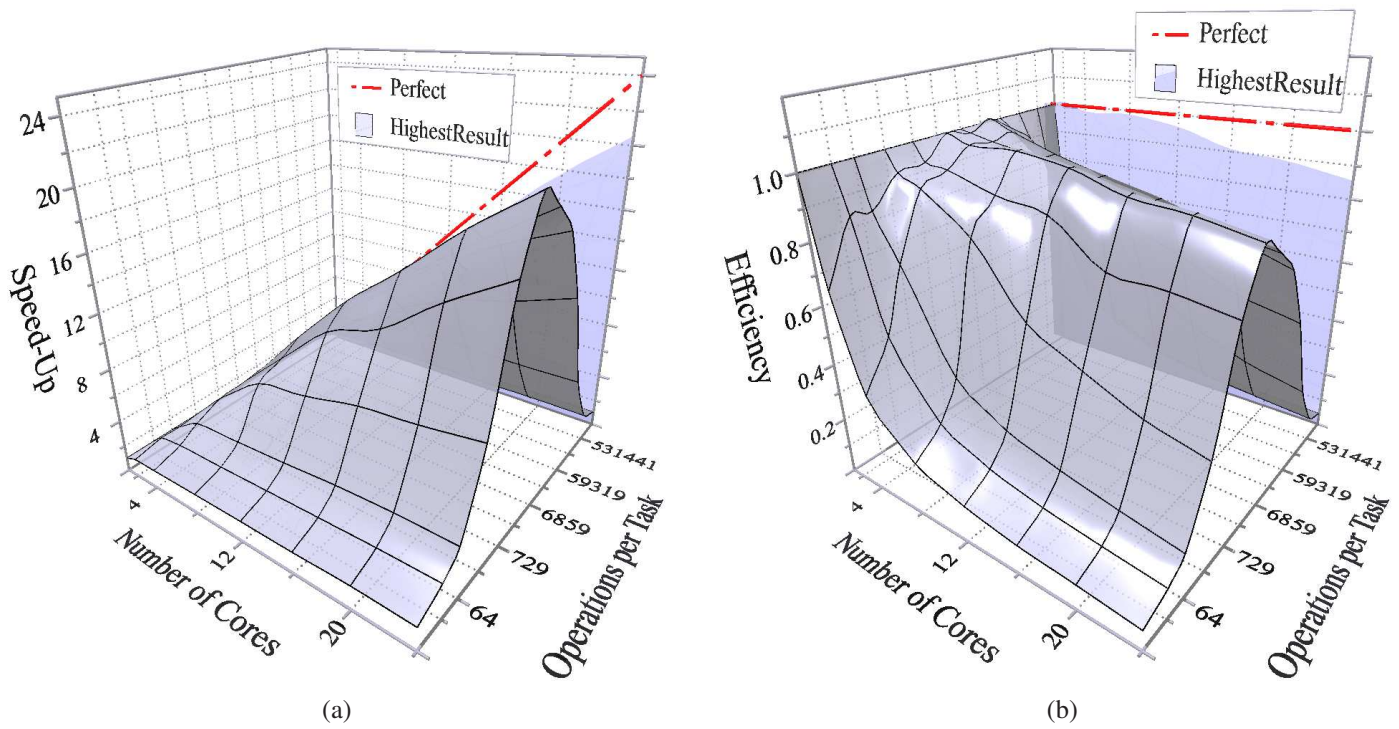 Perfect
HighestResult
24
20
16
12
8
4
Speed-Up
4
12
20
Number of Cores
64
729
6859
59319
531441
Operations per Task
(a)
Perfect
HighestResult
1.0
0.8
0.6
0.4
0.2
Efficiency
4
12
20
Number of Cores
64
729
6859
59319
531441
Operations per Task
(b)